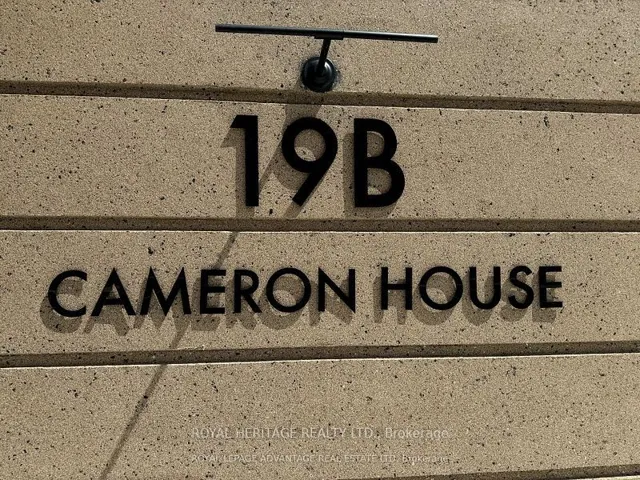 19B
CAMERON HOUSE
ROYAL HERITAGE REALTY LTD., Brokerage
ROYAL LEPAGE ADVANTAGE REAL ESTATE LTD, brokerage